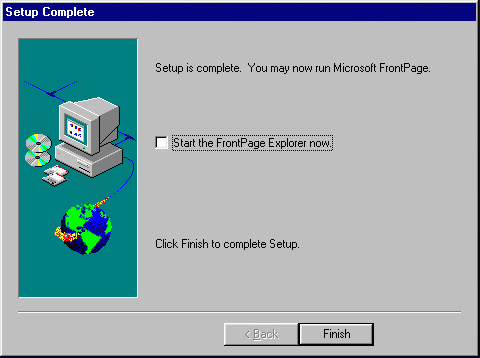 Setup Complete
Setup is complete.  You may now run Microsoft FrontPage.
Start the FrontPage Explorer now.
Click Finish to complete Setup.
< Back
Finish